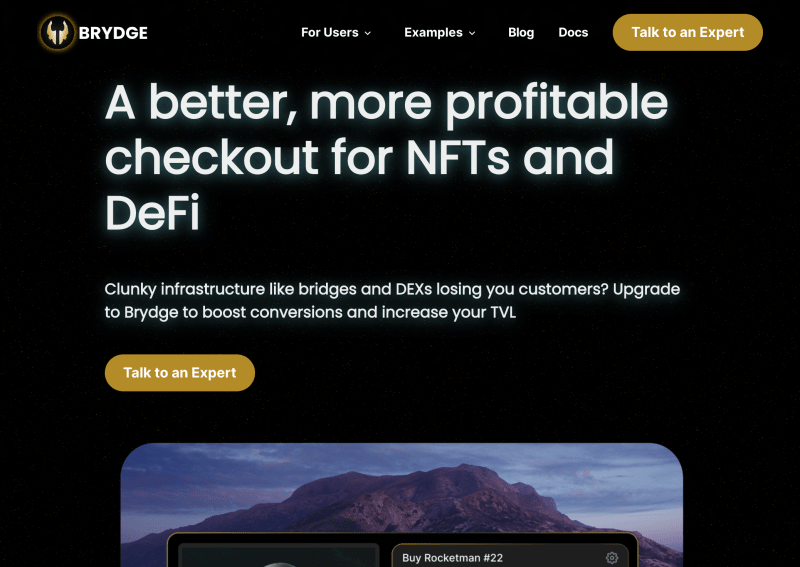 BRYDGE
For Users
Examples
Blog
Docs
Talk to an Expert
A better, more profitable
checkout for NFTs and
DeFi
Clunky infrastructure like bridges and DEXs losing you customers? Upgrade
to Brydge to boost conversions and increase your TVL
Talk to an Expert
Buy Rocketman #22